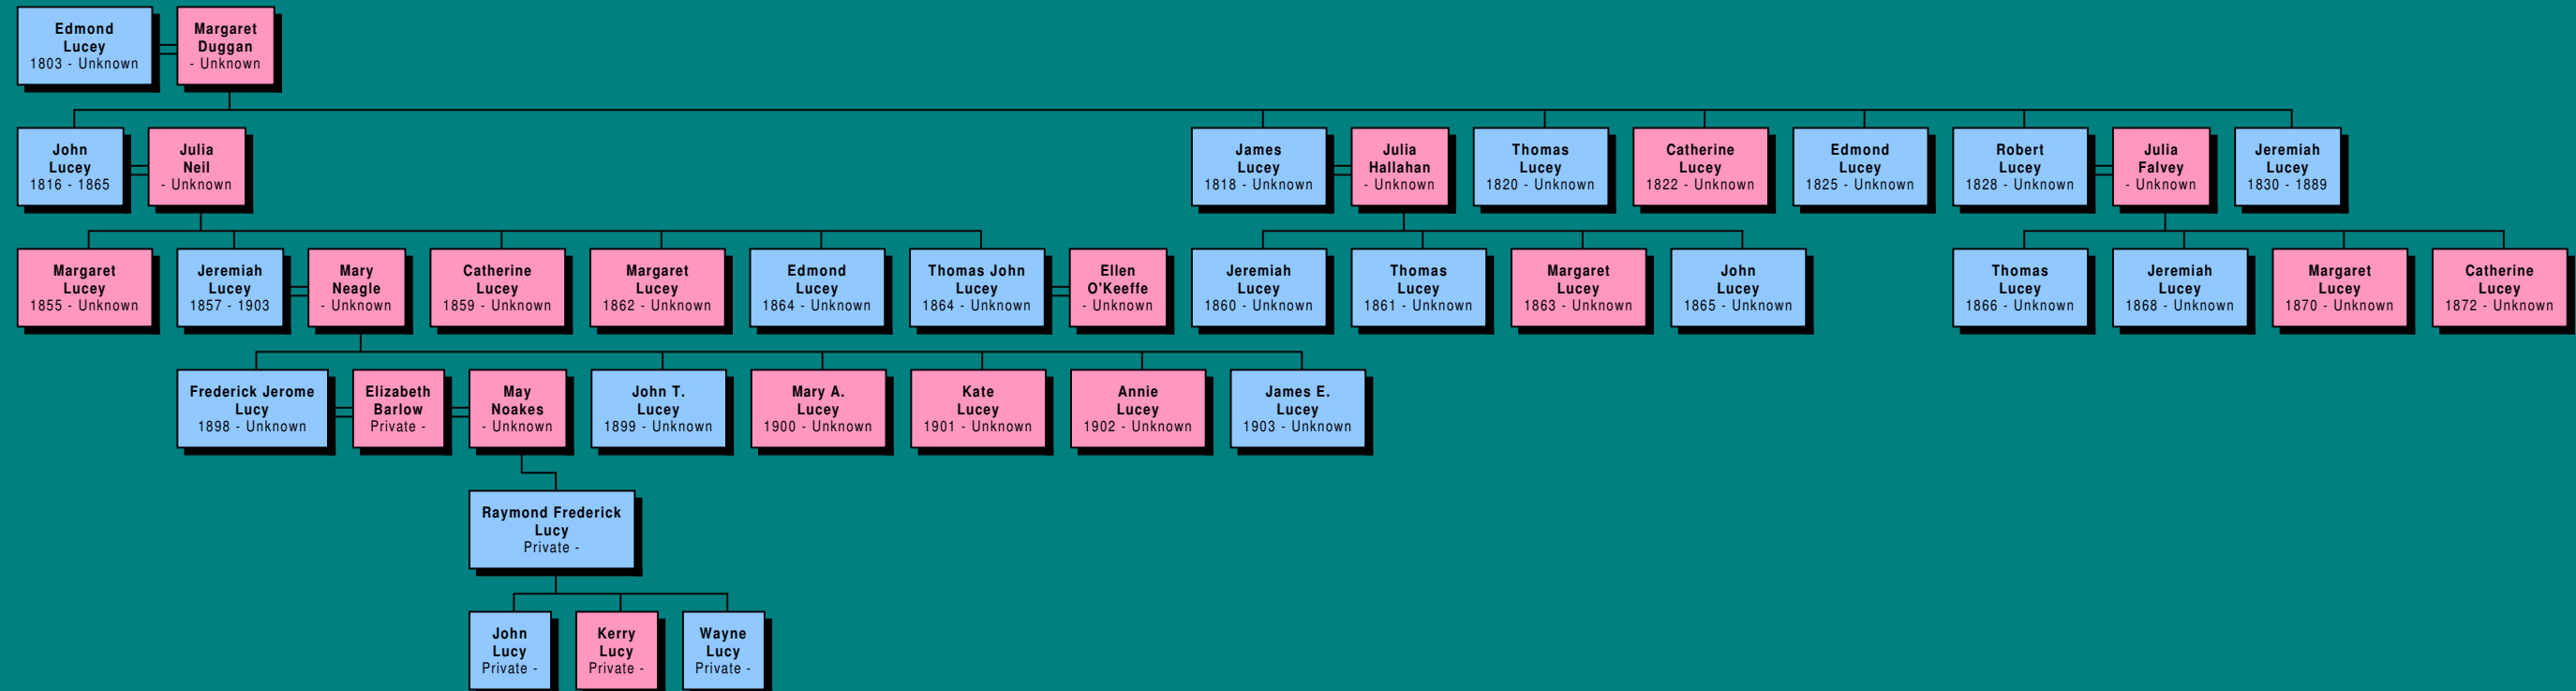 Edmond
Lucey
1803 - Unknown
Margaret
Duggan
- Unknown
John
Lucey
1816 - 1865
Julia
Neil
- Unknown
James
Lucey
1818 - Unknown
Julia
Hallahan
- Unknown
Thomas
Lucey
1820 - Unknown
Catherine
Lucey
1822 - Unknown
Edmond
Lucey
1825 - Unknown
Robert
Lucey
1828 - Unknown
Julia
Falvey
- Unknown
Jeremiah
Lucey
1830 - 1889
Margaret
Lucey
1855 - Unknown
Jeremiah
Lucey
1857 - 1903
Mary
Neagle
- Unknown
Catherine
Lucey
1859 - Unknown
Margaret
Lucey
1862 - Unknown
Edmond
Lucey
1864 - Unknown
Thomas John
Lucey
1864 - Unknown
Ellen
O'Keeffe
- Unknown
Jeremiah
Lucey
1860 - Unknown
Thomas
Lucey
1861 - Unknown
Margaret
Lucey
1863 - Unknown
John
Lucey
1865 - Unknown
Thomas
Lucey
1866 - Unknown
Jeremiah
Lucey
1868 - Unknown
Margaret
Lucey
1870 - Unknown
Catherine
Lucey
1872 - Unknown
Frederick Jerome
Lucy
1898 - Unknown
Elizabeth
Barlow
Private -
May
Noakes
- Unknown
John T.
Lucey
1899 - Unknown
Mary A.
Lucey
1900 - Unknown
Kate
Lucey
1901 - Unknown
Annie
Lucey
1902 - Unknown
James E.
Lucey
1903 - Unknown
Raymond Frederick
Lucy
Private -
John
Lucy
Private -
Kerry
Lucy
Private -
Wayne
Lucy
Private -